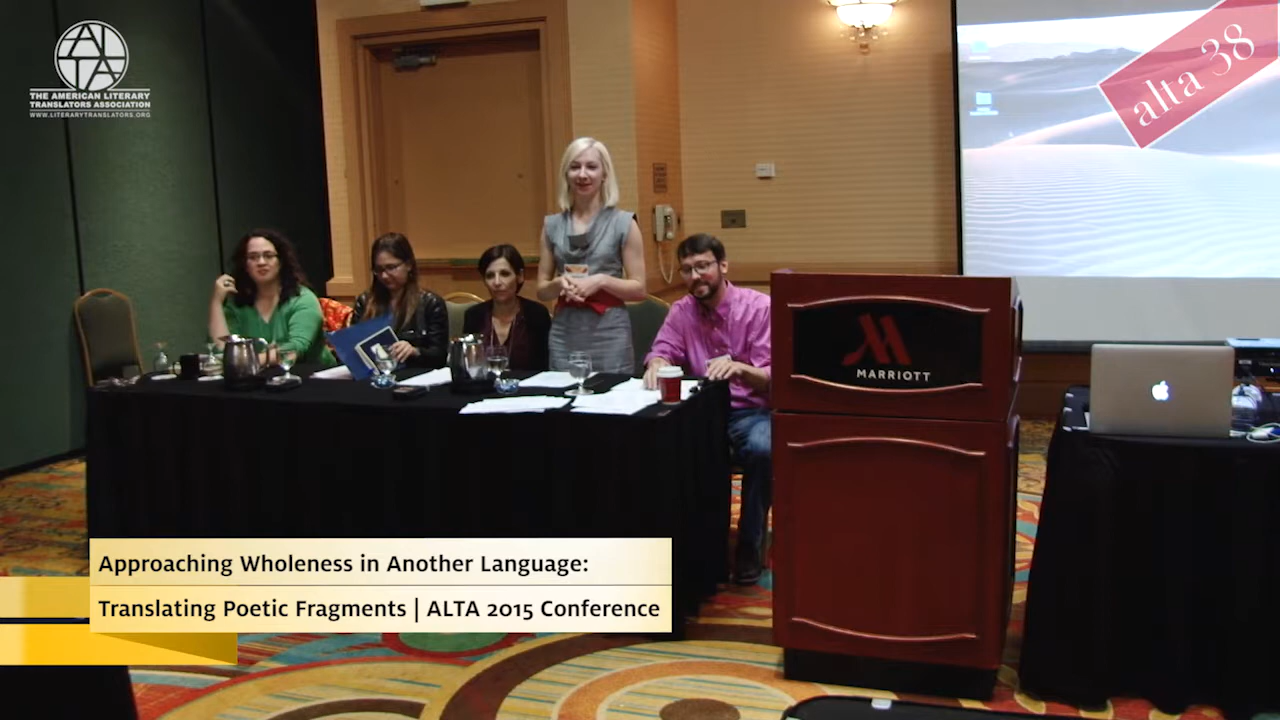 ALTA
THE AMERICAN LITERARY
TRANSLATORS ASSOCIATION
WWW.LITERARYTRANSLATORS.ORG
alta 38
MARRIOTT
Approaching Wholeness in Another Language:
Translating Poetic Fragments | ALTA 2015 Conference